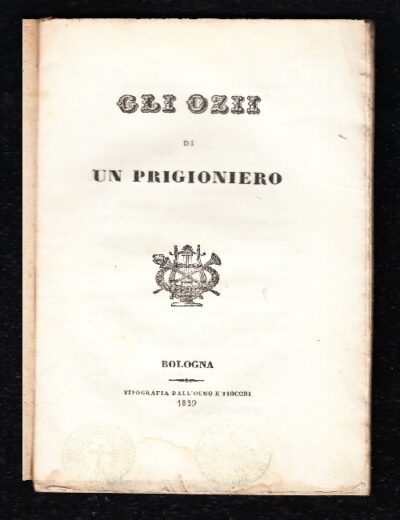 GLI OZII
DI
UN PRIGIONIERO
BOLOGNA
TIPOGRAFIA DALL'OLMO E TIOCCHI
1839